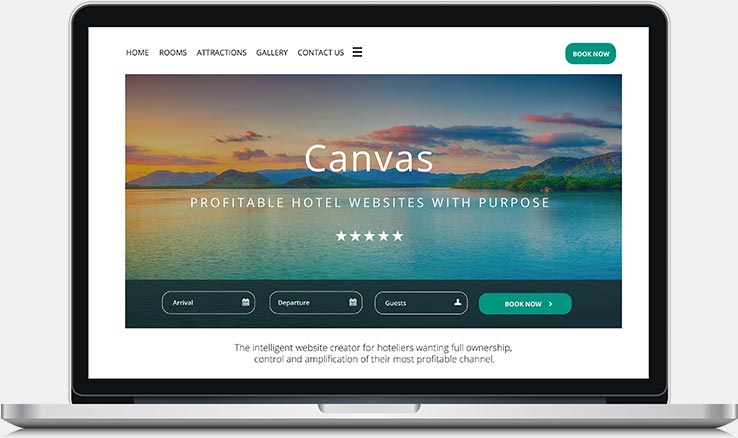 HOME ROOMS ATTRACTIONS GALLERY CONTACT US
BOOK NOW
Canvas
PROFITABLE HOTEL WEBSITES WITH PURPOSE
Arrival Departure Guests BOOK NOW
The intelligent website creator for hoteliers wanting full ownership,
control and amplification of their most profitable channel.